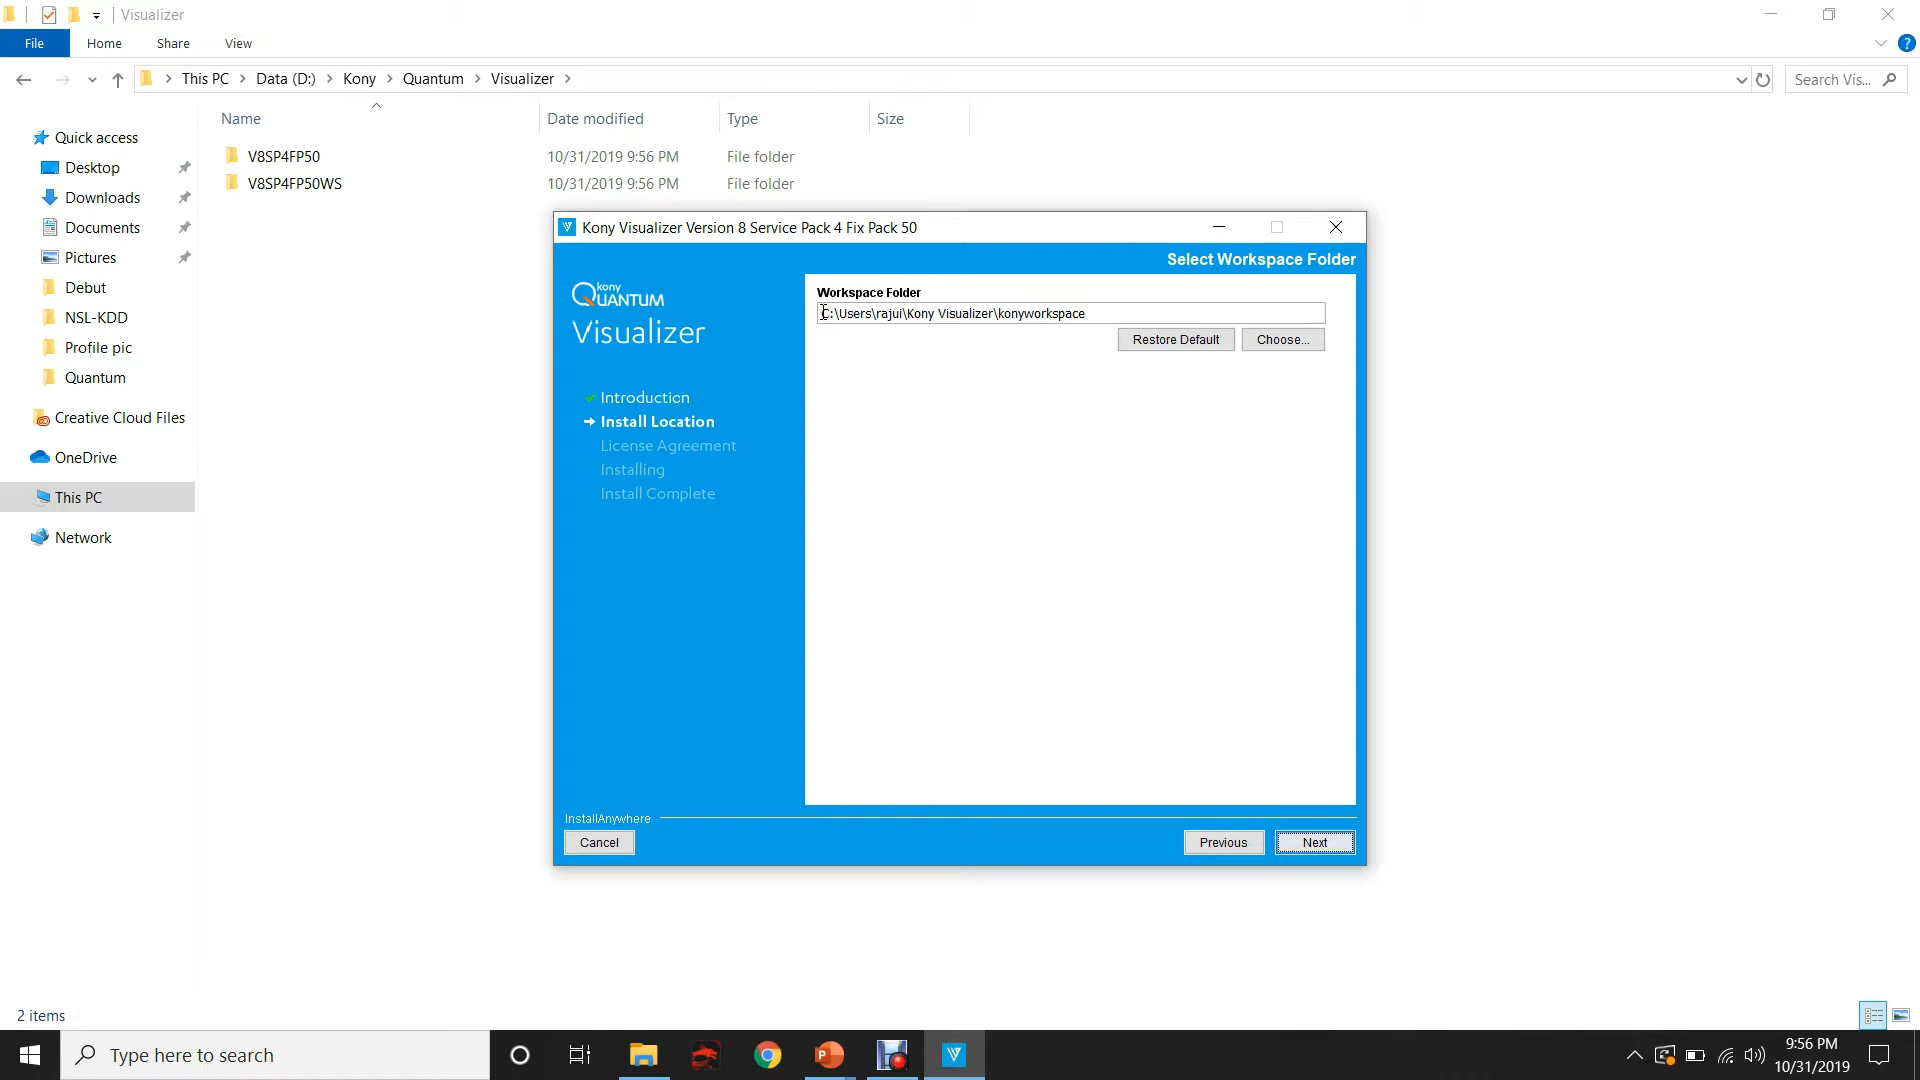 Visualizer
File Home Share View
This PC Data (D:) Kony Quantum Visualizer
Search Vis...
Name Date modified Type Size
V8SP4FP50 10/31/2019 9:56 PM File folder
V8SP4FP50WS 10/31/2019 9:56 PM File folder
Quick access
Desktop
Downloads
Documents
Pictures
Debut
NSL-KDD
Profile pic
Quantum
Creative Cloud Files
OneDrive
This PC
Network
Kony Visualizer Version 8 Service Pack 4 Fix Pack 50
Select Workspace Folder
kony
QUANTUM
Visualizer
Introduction
Install Location
License Agreement
Installing
Install Complete
Workspace Folder
C:\Users\rajui\Kony Visualizer\konyworkspace
Restore Default Choose...
InstallAnywhere
Cancel Previous Next
2 items
Type here to search
9:56 PM
10/31/2019